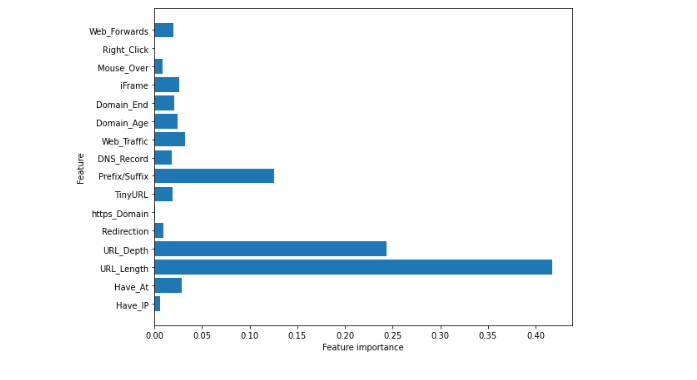 Web_Forwards
Right_Click
Mouse_Over
iFrame
Domain_End
Domain_Age
Web_Traffic
DNS_Record
Prefix/Suffix
TinyURL
https_Domain
Redirection
URL_Depth
URL_Length
Have_At
Have_IP
Feature
0.00 0.05 0.10 0.15 0.20 0.25 0.30 0.35 0.40
Feature importance